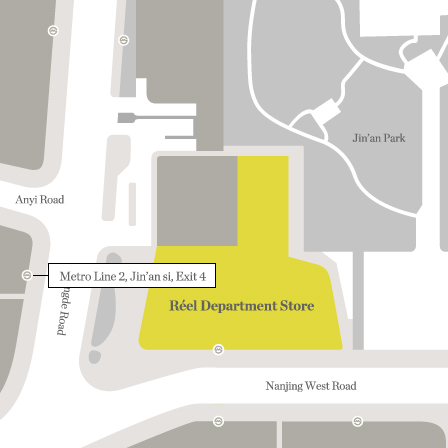 Jin'an Park
Anyi Road
Metro Line 2, Jin'an si, Exit 4
Road
Réel Department Store
Nanjing West Road